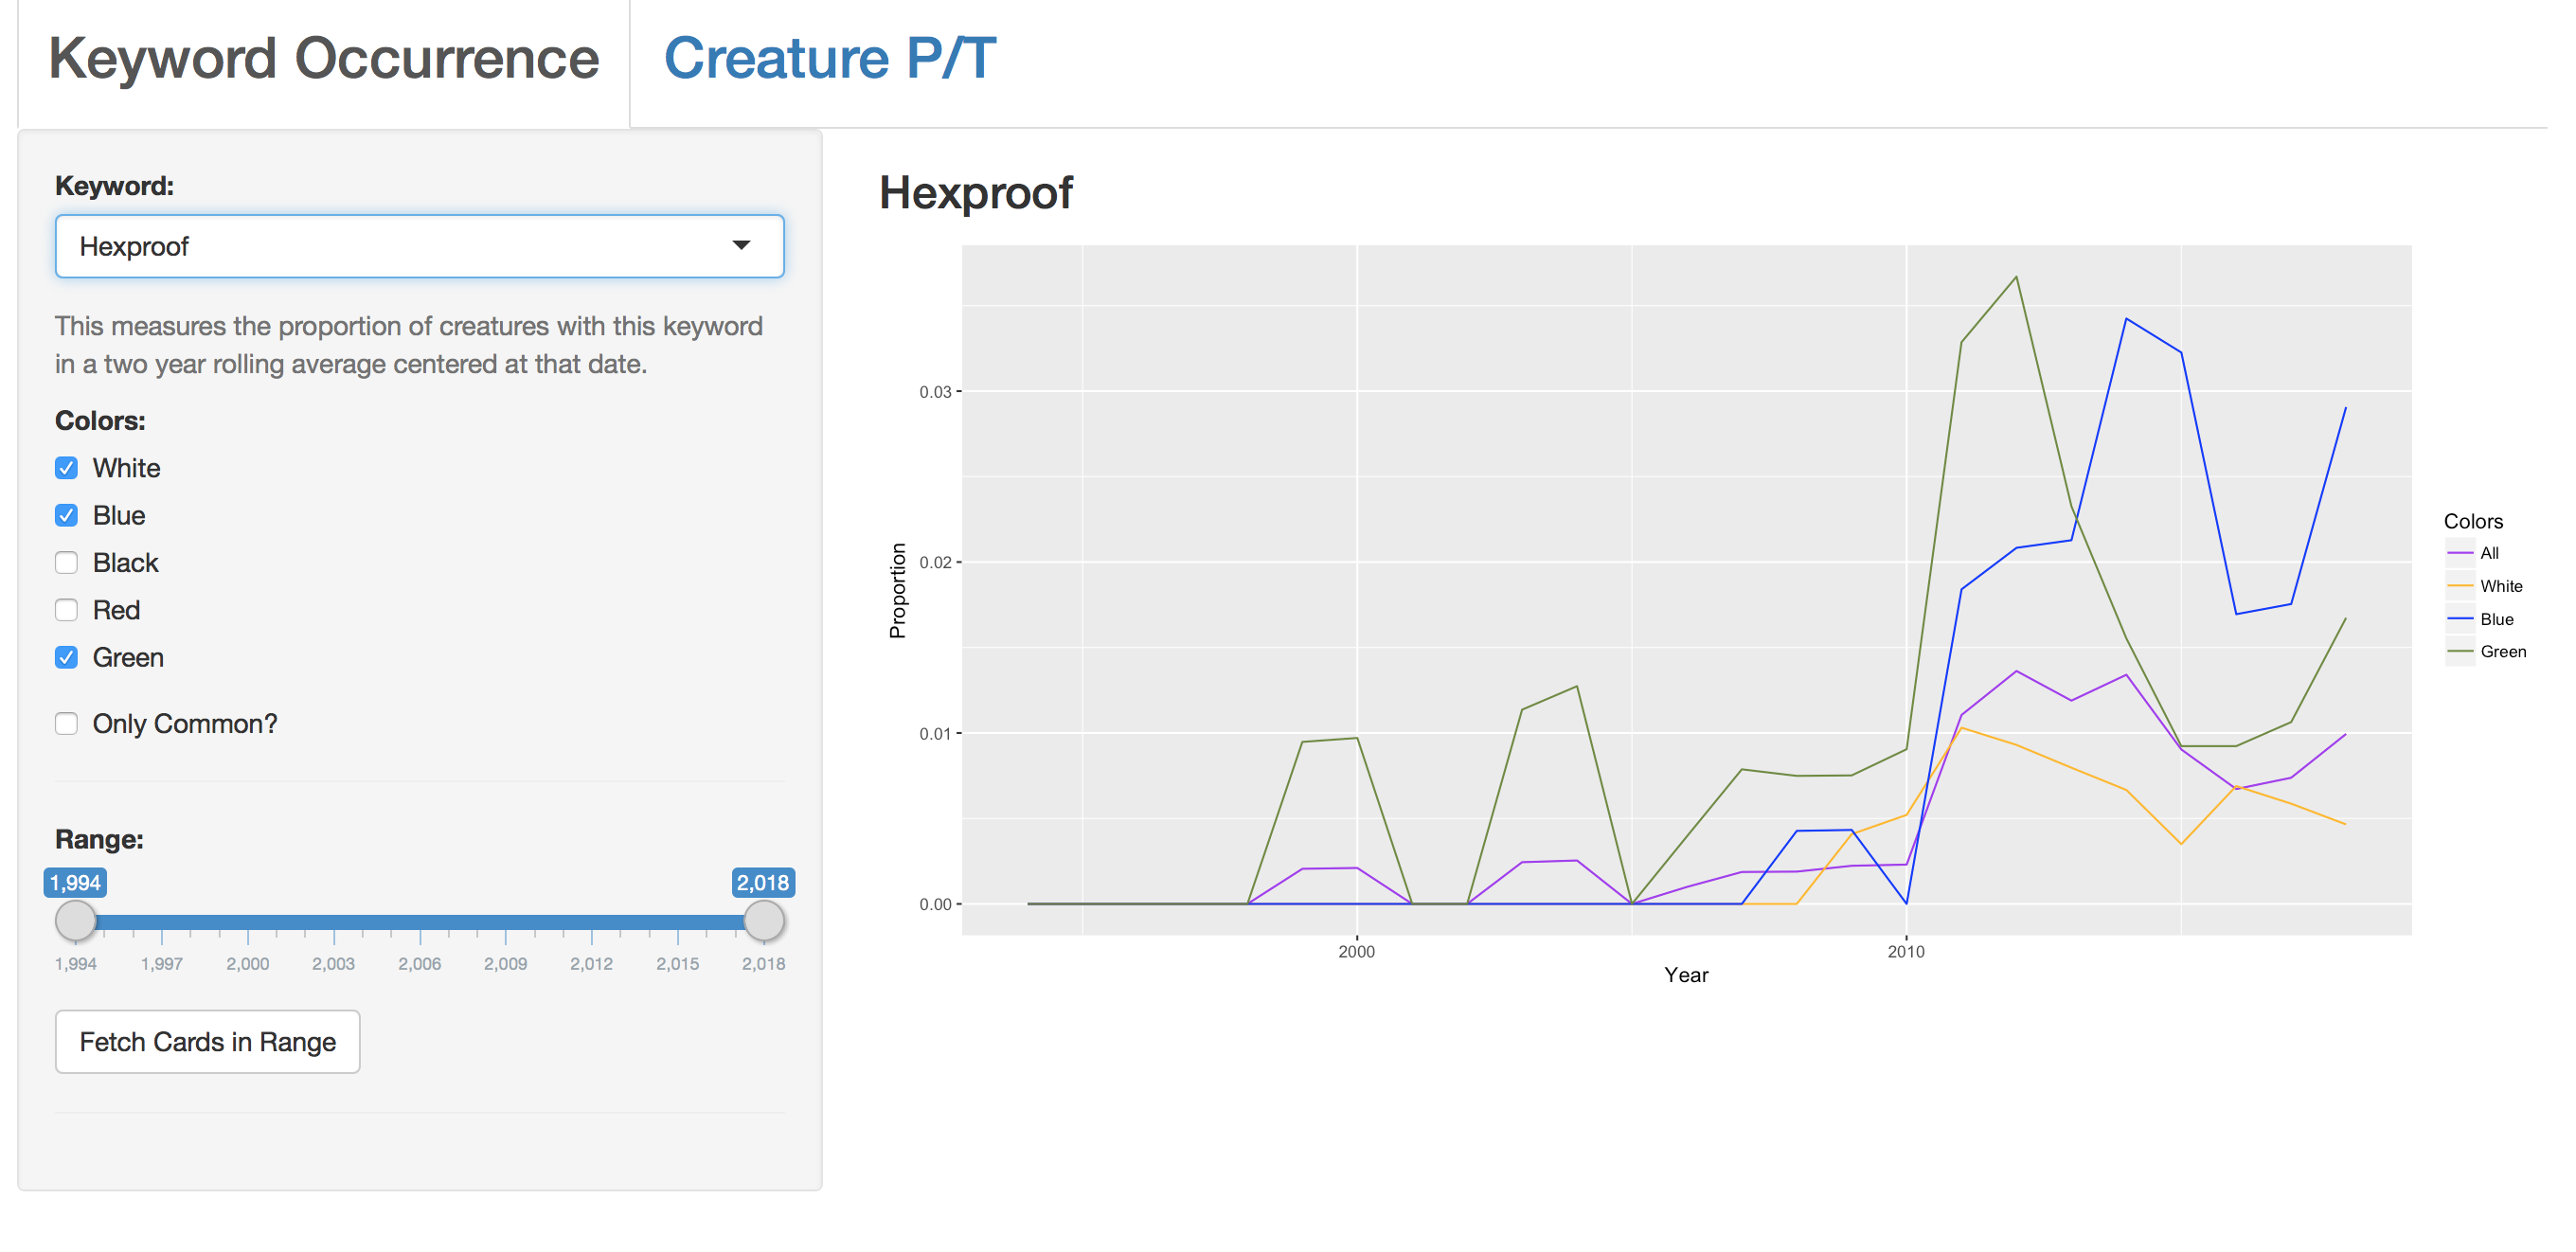 Keyword Occurrence
Creature P/T
Keyword:
Hexproof
This measures the proportion of creatures with this keyword
in a two year rolling average centered at that date.
Colors:
White
Blue
Black
Red
Green
Only Common?
Range:
1,994
2,018
1,994 1,997 2,000 2,003 2,006 2,009 2,012 2,015 2,018
Fetch Cards in Range
Hexproof
Proportion
0.03
0.02
0.01
0.00
2000 2010
Year
Colors
All
White
Blue
Green